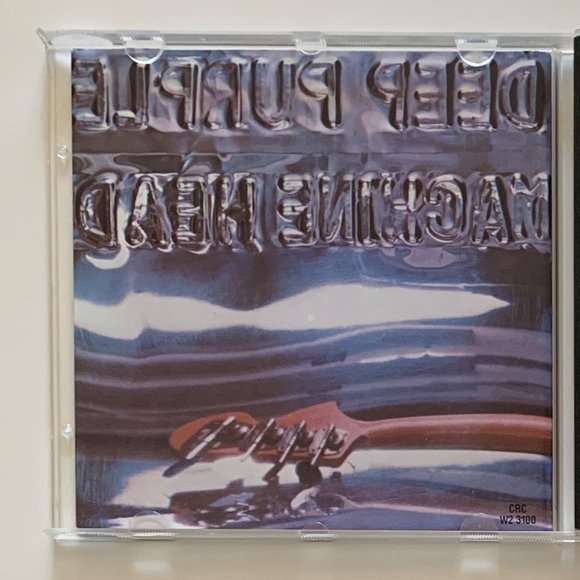 DEEP PURPLE
MACHINE HEAD
CRC
W2 3100